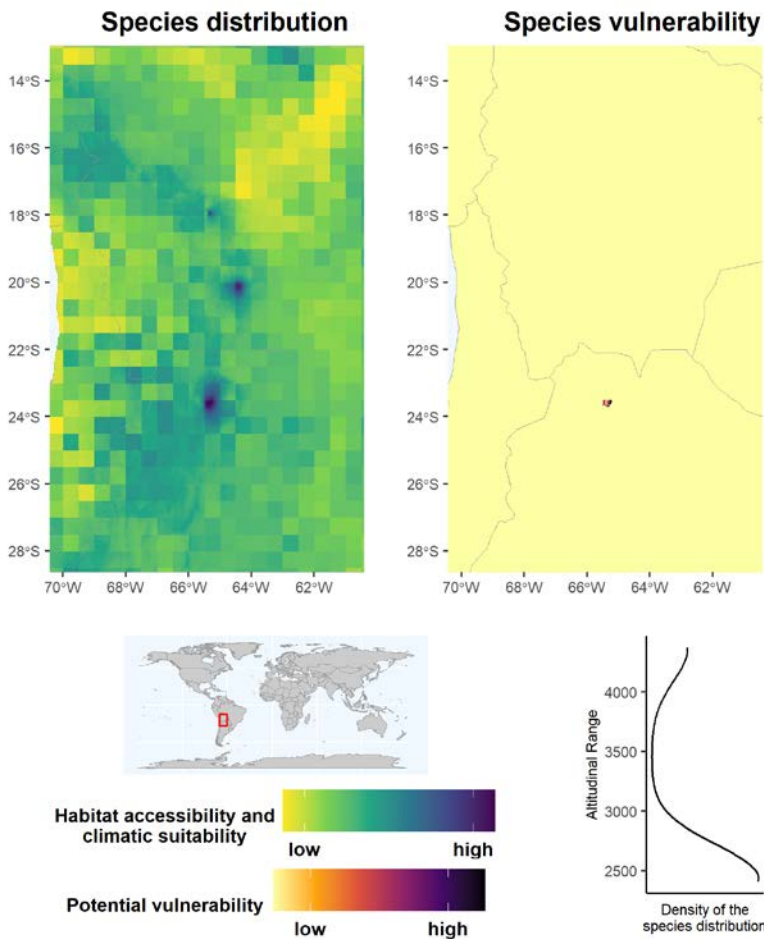 Species distribution
Species vulnerability
14°S
16°S
18°S
20°S
22°S
24°S
26°S
28°S
70°W
68°W
66°W
64°W
62°W
14°S
16°S
18°S
20°S
22°S
24°S
26°S
28°S
70°W
68°W
66°W
64°W
62°W
Habitat accessibility and
climatic suitability
low
high
Potential vulnerability
low
high
Altitudinal Range
4000
3500
3000
2500
Density of the
species distribution